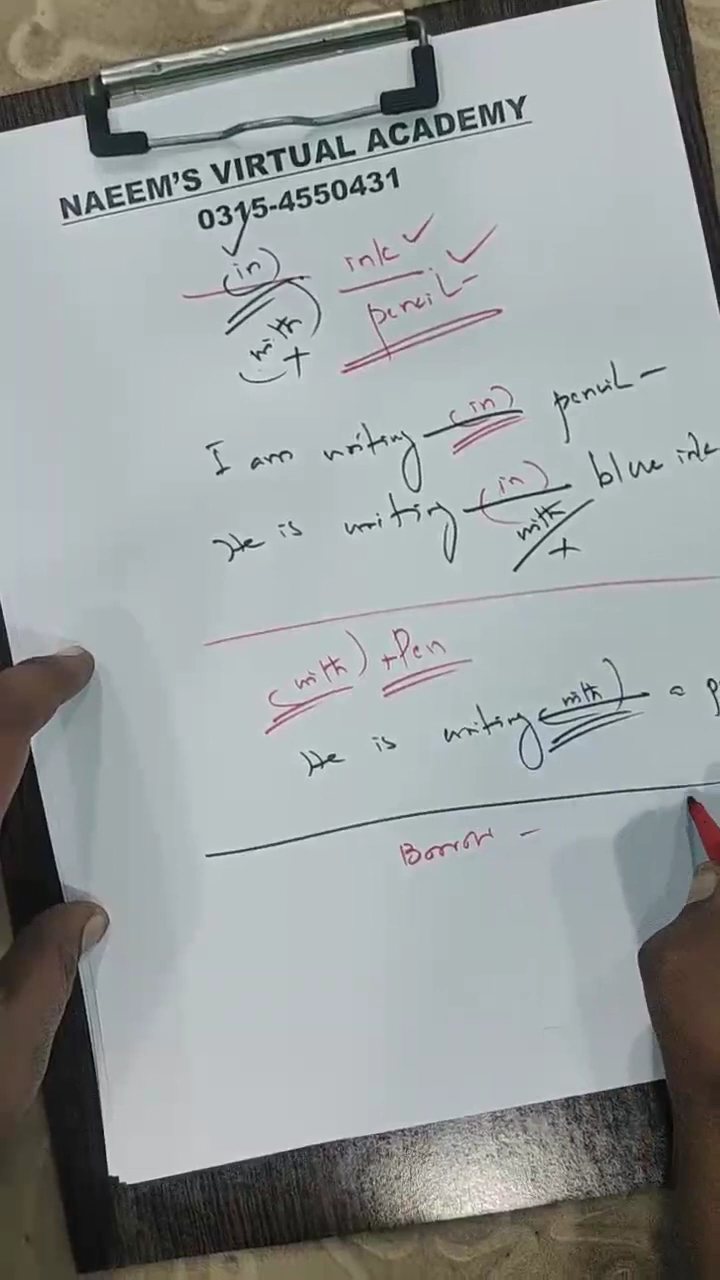 NAEEM'S VIRTUAL ACADEMY
0315-4550431
(in) ink ✓
(with) + pencil -
I am writing (in) pencil -
He is writing (in) blue ink
with +
(with) + Pen
He is writing (with) a
Borrow -